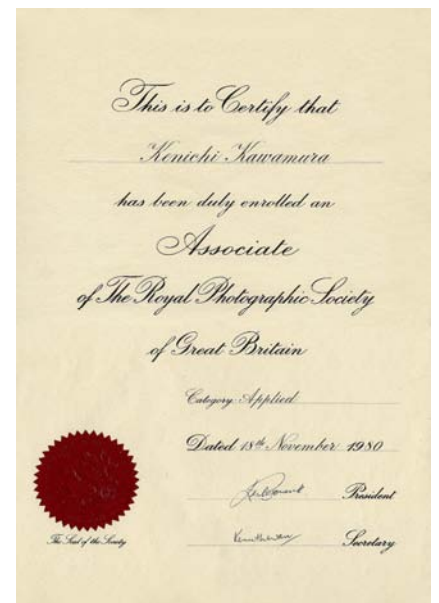 This is to Certify that
Kenichi Kawamura
has been duly enrolled an
Associate
of The Royal Photographic Society
of Great Britain
Category: Applied
Dated 18th November 1980
President
Secretary
The Seal of the Society